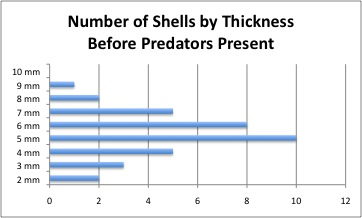 Number of Shells by Thickness
Before Predators Present
10 mm
9 mm
8 mm
7 mm
6 mm
5 mm
4 mm
3 mm
2 mm
0 2 4 6 8 10 12